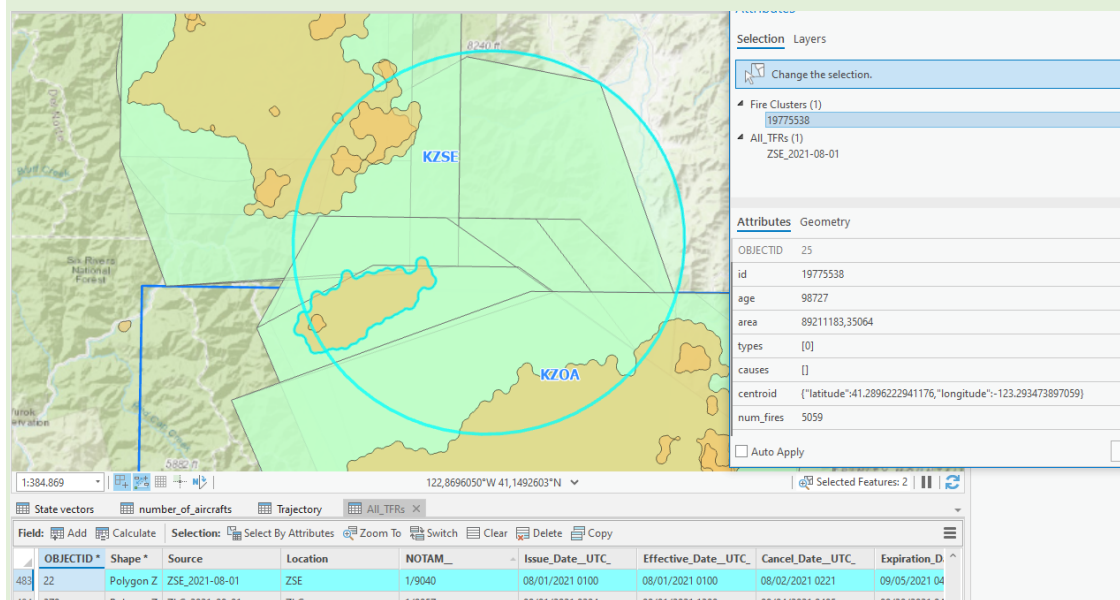 Attributes
Selection Layers
Change the selection.
Fire Clusters (1)
19775538
All_TFRs (1)
ZSE_2021-08-01
Attributes Geometry
OBJECTID 25
id 19775538
age 98727
area 89211183,35064
types [0]
causes []
centroid {"latitude":41.2896222941176,"longitude":-123.293473897059}
num_fires 5059
Auto Apply
8240 ft
KZSE
Six Rivers
National
Forest
KZOA
5882 ft
1:384.869
122,8696050°W 41,1492603°N
Selected Features: 2
State vectors number_of_aircrafts Trajectory All_TFRs
Field: Add Calculate Selection: Select By Attributes Zoom To Switch Clear Delete Copy
OBJECTID * Shape * Source Location NOTAM__ Issue_Date__UTC_ Effective_Date__UTC_ Cancel_Date__UTC_ Expiration_D
483 22 Polygon Z ZSE_2021-08-01 ZSE 1/9040 08/01/2021 0100 08/01/2021 0100 08/02/2021 0221 09/05/2021 04